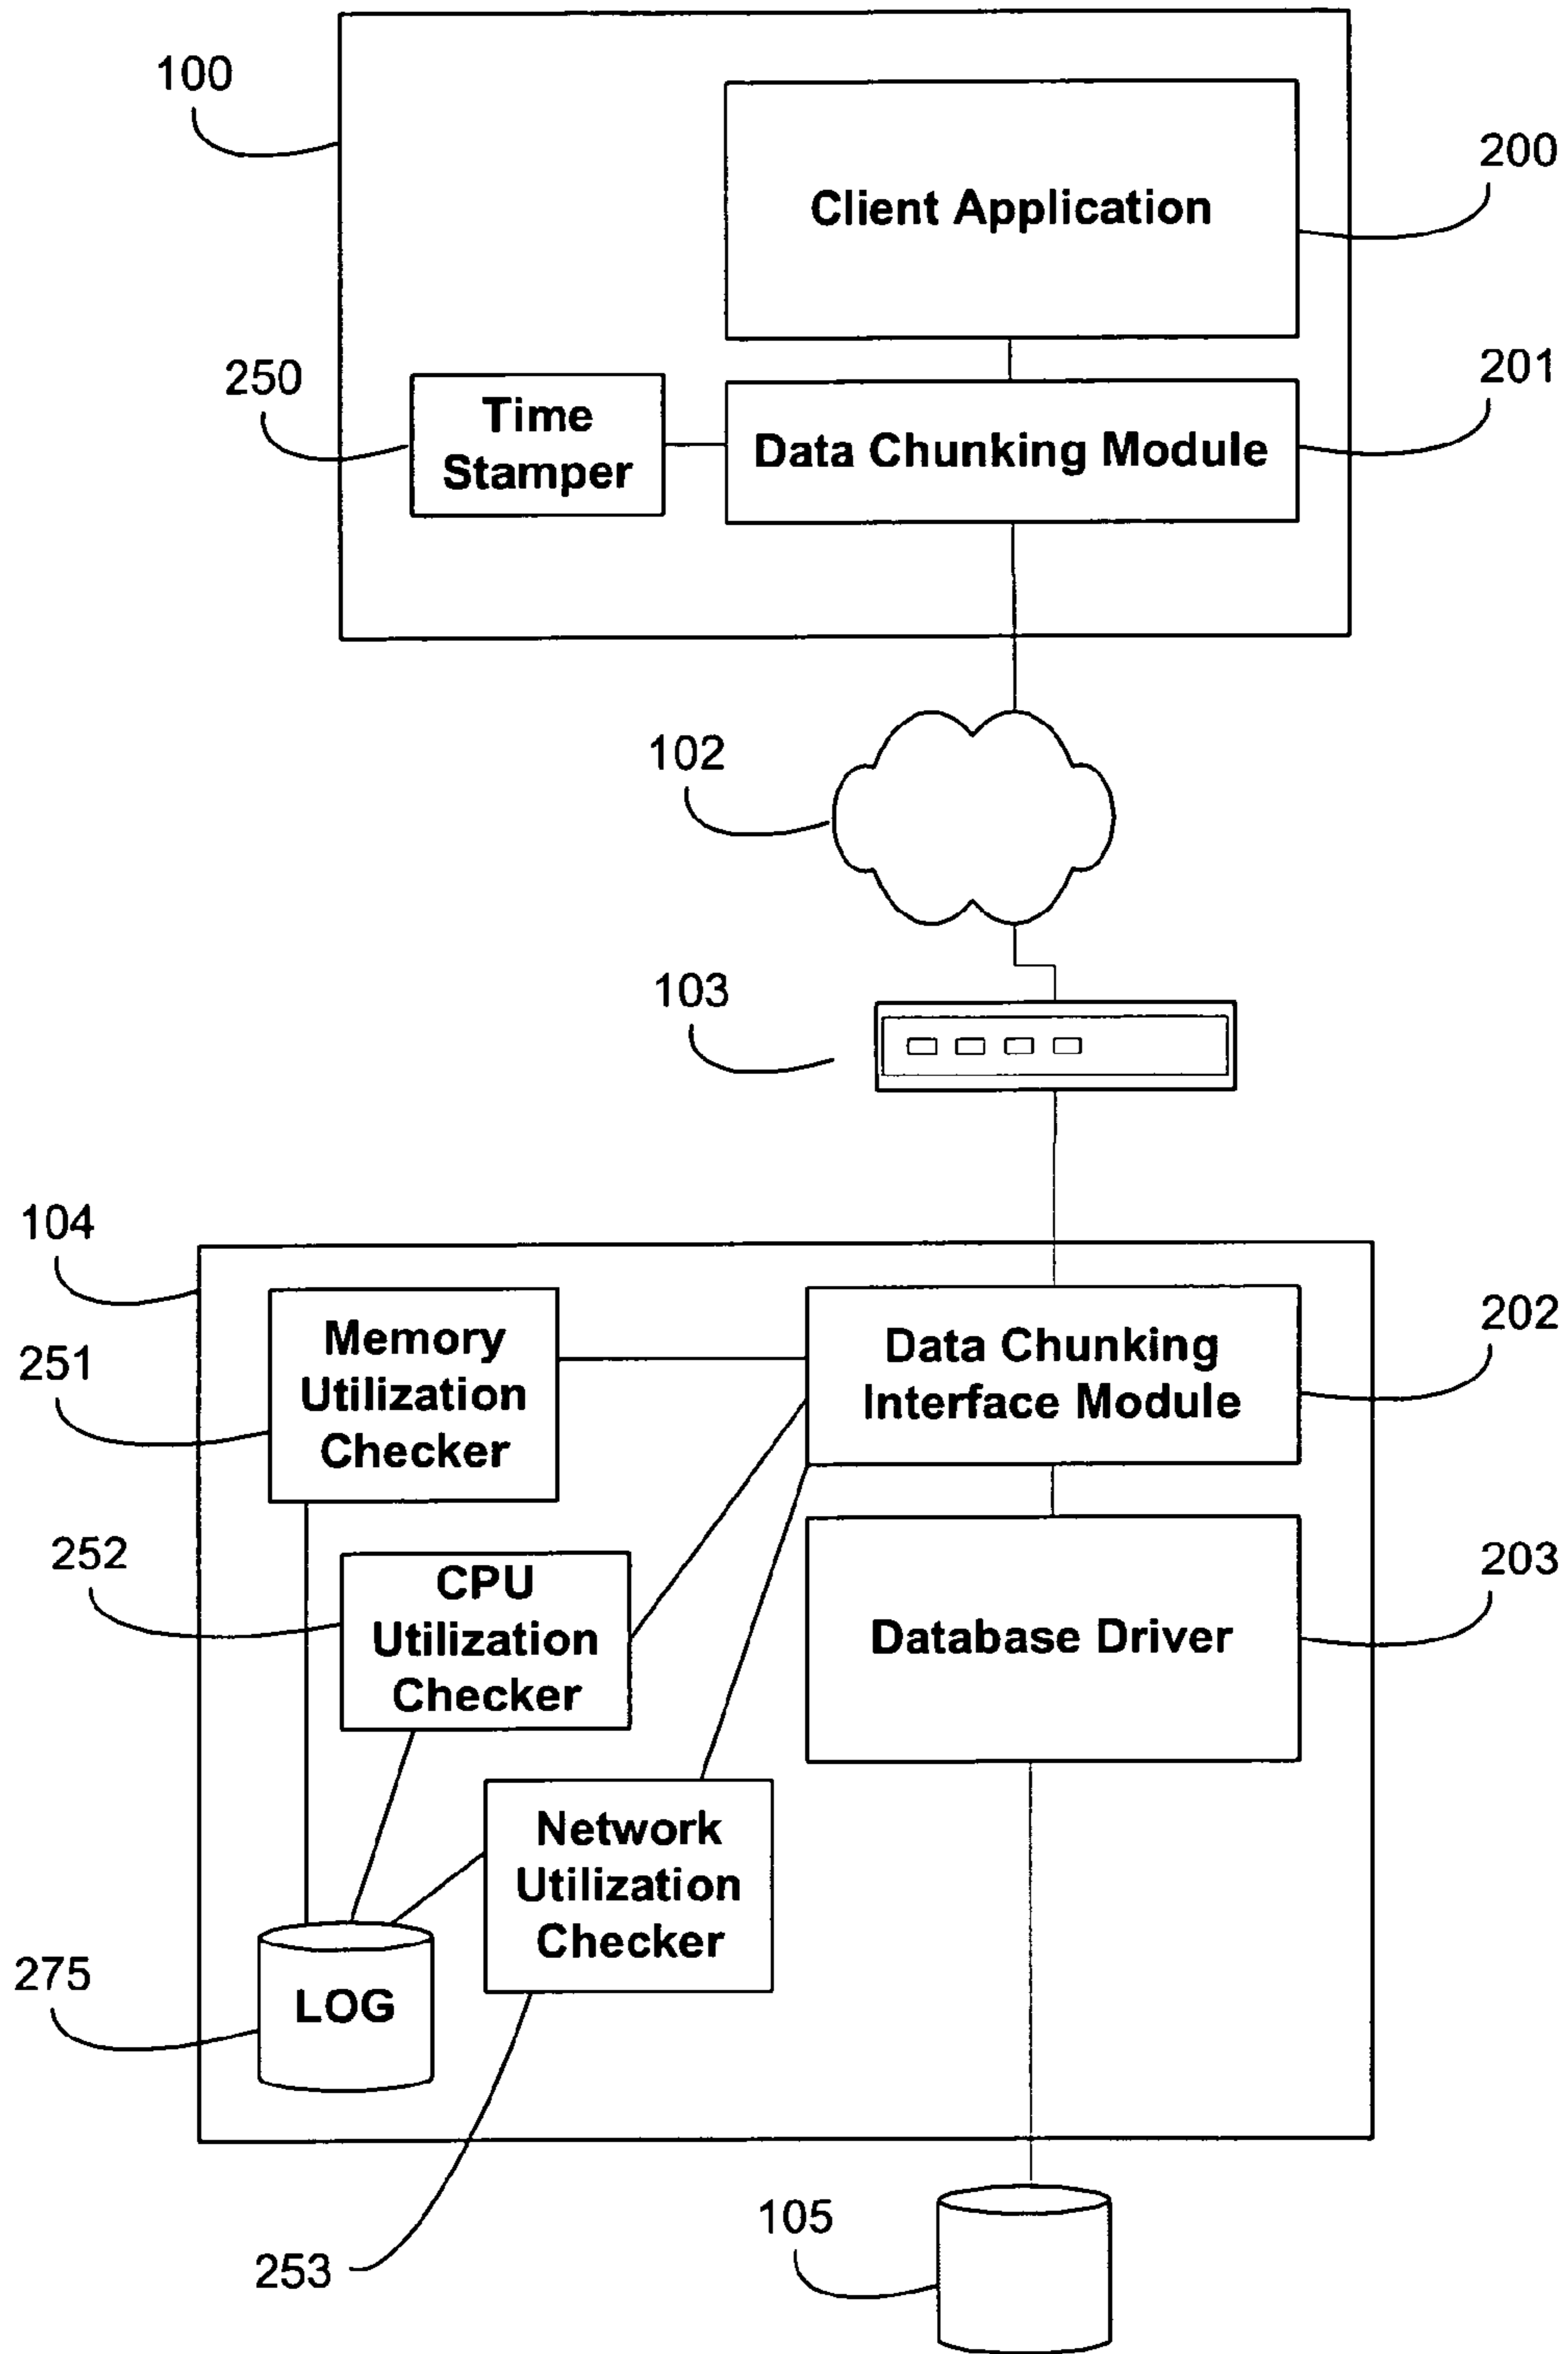 100
Client Application
200
250
Time
Stamper
Data Chunking Module
201
102
103
104
Memory
Utilization
Checker
251
Data Chunking
Interface Module
202
252
CPU
Utilization
Checker
Database Driver
203
Network
Utilization
Checker
275
LOG
253
105